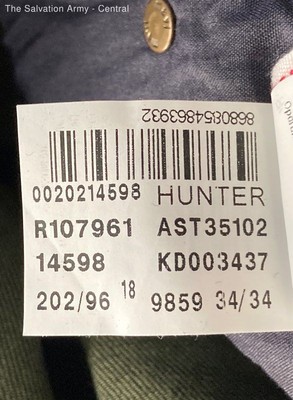 The Salvation Army - Central
8680854863932
0020214598 HUNTER
R107961 AST35102
14598 KD003437
202/96 18 9859 34/34